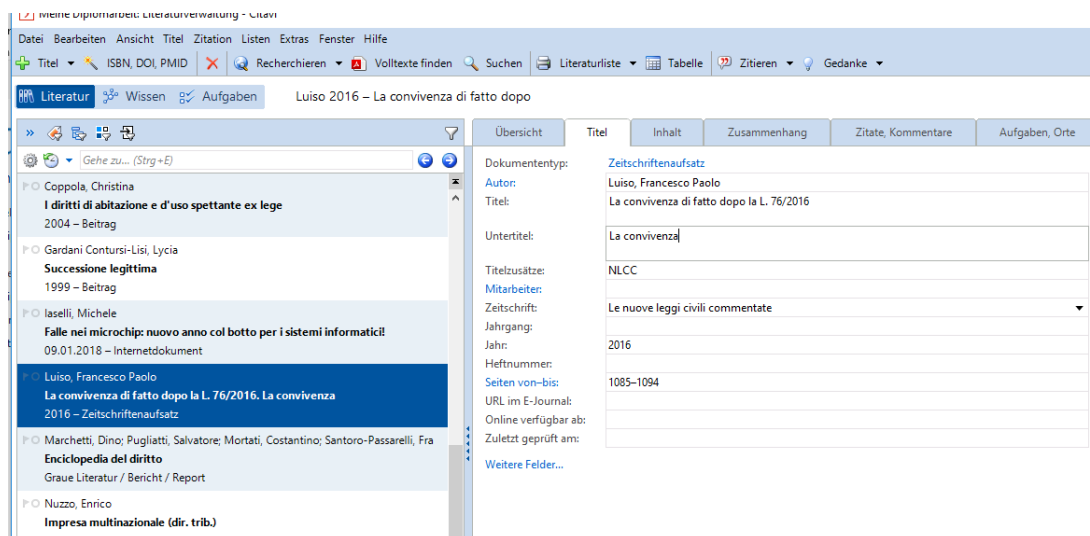 Meine Diplomarbeit: Literaturverwaltung - Citavi
Datei Bearbeiten Ansicht Titel Zitation Listen Extras Fenster Hilfe
Titel ISBN, DOI, PMID Recherchieren Volltexte finden Suchen Literaturliste Tabelle Zitieren Gedanke
Literatur Wissen Aufgaben Luiso 2016 – La convivenza di fatto dopo
Gehe zu... (Strg+E)
Coppola, Christina
I diritti di abitazione e d'uso spettante ex lege
2004 – Beitrag
Gardani Contursi-Lisi, Lycia
Successione legittima
1999 – Beitrag
Iaselli, Michele
Falle nei microchip: nuovo anno col botto per i sistemi informatici!
09.01.2018 – Internetdokument
Luiso, Francesco Paolo
La convivenza di fatto dopo la L. 76/2016. La convivenza
2016 – Zeitschriftenaufsatz
Marchetti, Dino; Pugliatti, Salvatore; Mortati, Costantino; Santoro-Passarelli, Fra
Enciclopedia del diritto
Graue Literatur / Bericht / Report
Nuzzo, Enrico
Impresa multinazionale (dir. trib.)
Übersicht Titel Inhalt Zusammenhang Zitate, Kommentare Aufgaben, Orte
Dokumententyp: Zeitschriftenaufsatz
Autor: Luiso, Francesco Paolo
Titel: La convivenza di fatto dopo la L. 76/2016
Untertitel: La convivenza
Titelzusätze: NLCC
Mitarbeiter:
Zeitschrift: Le nuove leggi civili commentate
Jahrgang:
Jahr: 2016
Heftnummer:
Seiten von–bis: 1085–1094
URL im E-Journal:
Online verfügbar ab:
Zuletzt geprüft am:
Weitere Felder...